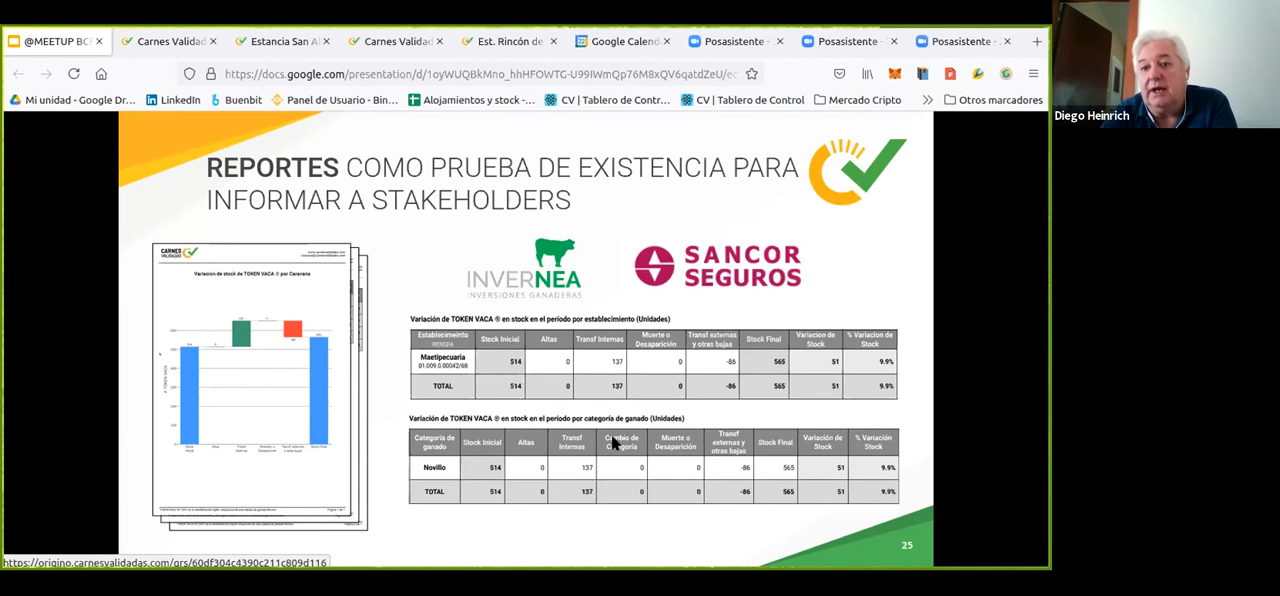 @MEETUP BCR
Carnes Validad
Estancia San Al
Carnes Validad
Est. Rincón de
Google Calend
Posasistente -
Posasistente -
Posasistente -
https://docs.google.com/presentation/d/
Mi unidad - Google Dr...
LinkedIn
Buenbit
Panel de Usuario - Bin...
Alojamientos y stock -...
CV | Tablero de Contr...
CV | Tablero de Control
Mercado Cripto
Otros marcadores
Diego Heinrich
REPORTES COMO PRUEBA DE EXISTENCIA PARA
INFORMAR A STAKEHOLDERS
CARNES
VALIDADAS
Variación de stock de TOKEN VACA ® por Caravana
INVERNEA
INVERSIONES GANADERAS
SANCOR
SEGUROS
Variación de TOKEN VACA ® en stock en el período por establecimiento (Unidades)
Establecimeinto RENSPA Stock Inicial Altas Transf Internas Muerte o Desaparición Transf externas y otras bajas Stock Final Variacion de Stock % Variacion de Stock
Maetipecuaria 01.009.0.00042/68 514 0 137 0 -86 565 51 9.9%
TOTAL 514 0 137 0 -86 565 51 9.9%
Variación de TOKEN VACA ® en stock en el período por categoría de ganado (Unidades)
Categoría de ganado Stock Inicial Altas Transf Internas Cambio de Categoría Muerte o Desaparición Transf externas y otras bajas Stock Final Variación de Stock % Variación Stock
Novillo 514 0 137 0 0 -86 565 51 9.9%
TOTAL 514 0 137 0 0 -86 565 51 9.9%
25
https://origino.carnesvalidadas.com/grs/60df304c4390c211c809d116